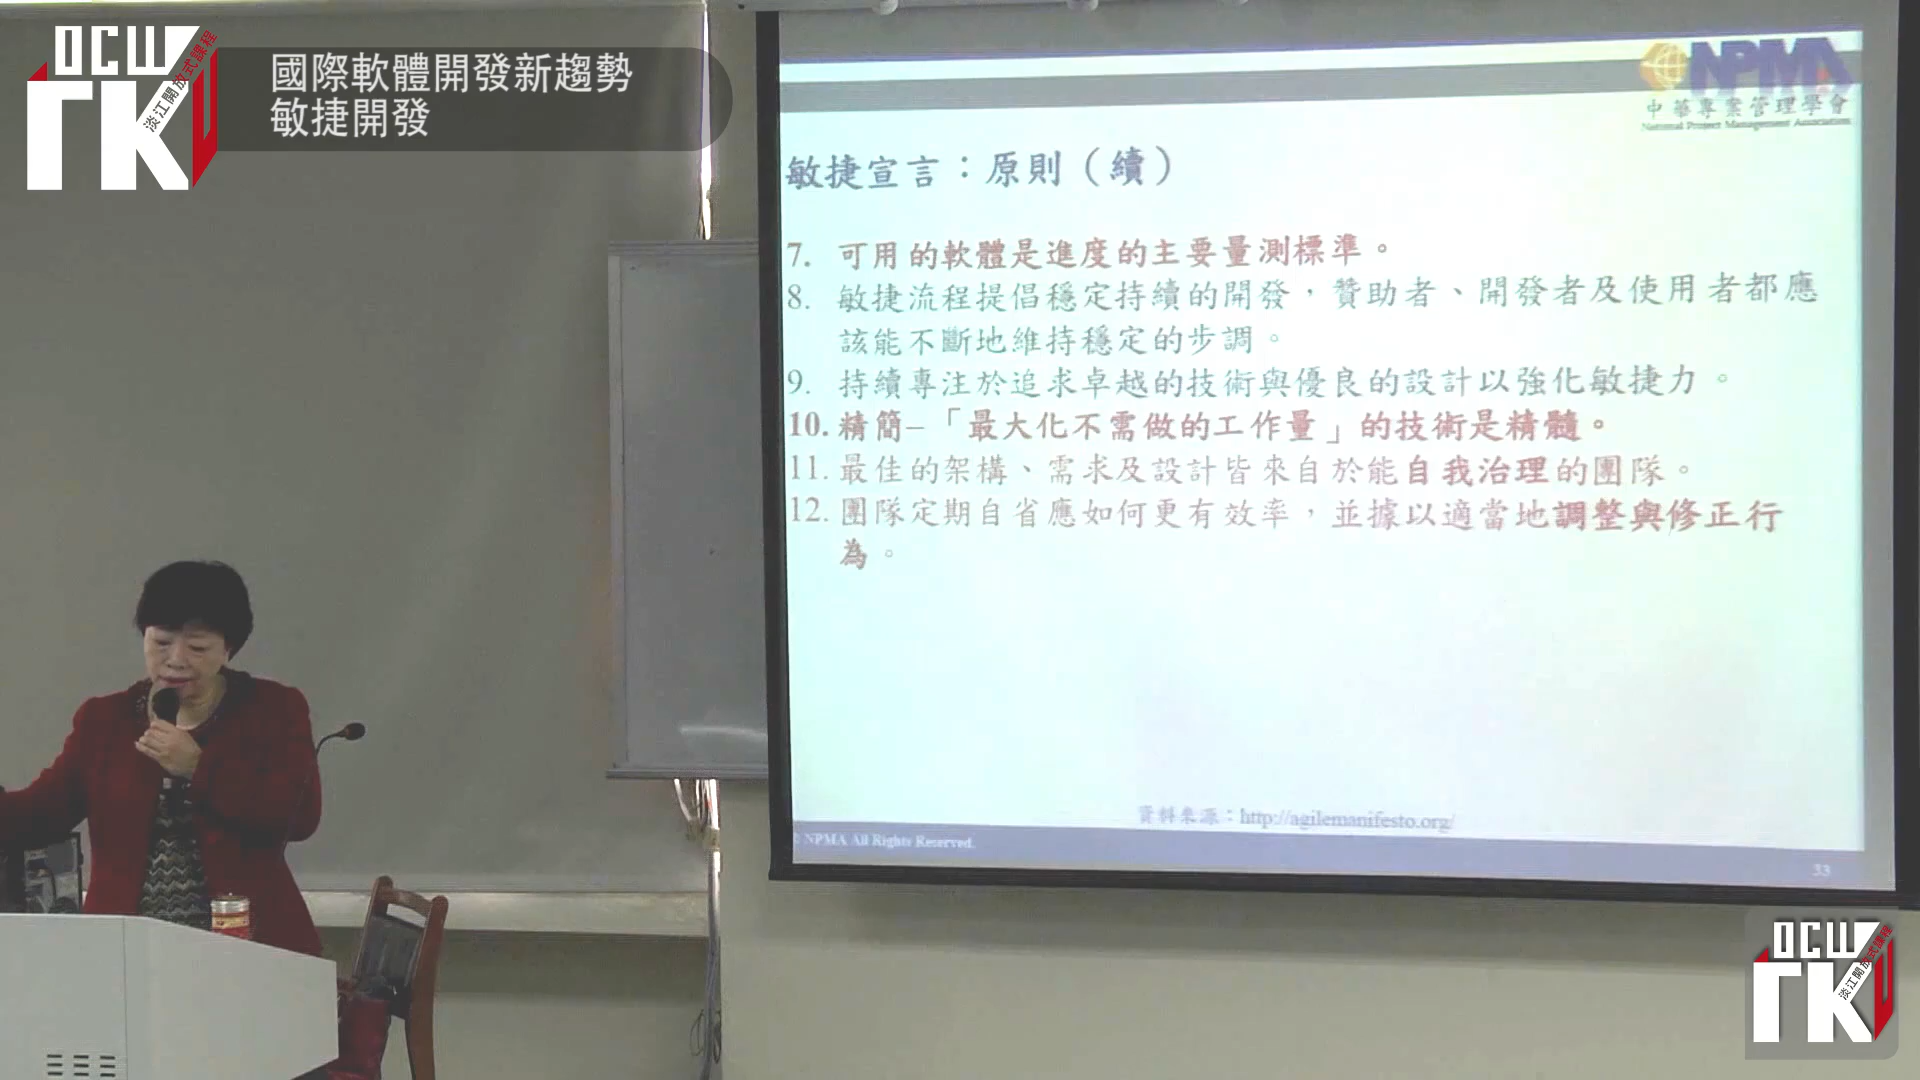 OCW
TKU
淡江開放式課程
國際軟體開發新趨勢
敏捷開發
NPMA
中華專案管理學會
National Project Management Association
敏捷宣言：原則（續）
7. 可用的軟體是進度的主要量測標準。
8. 敏捷流程提倡穩定持續的開發，贊助者、開發者及使用者都應
該能不斷地維持穩定的步調。
9. 持續專注於追求卓越的技術與優良的設計以強化敏捷力。
10. 精簡–「最大化不需做的工作量」的技術是精髓。
11. 最佳的架構、需求及設計皆來自於能自我治理的團隊。
12. 團隊定期自省應如何更有效率，並據以適當地調整與修正行
為。
資料來源：http://agilemanifesto.org/
© NPMA All Rights Reserved.
33
OCW
TKU
淡江開放式課程